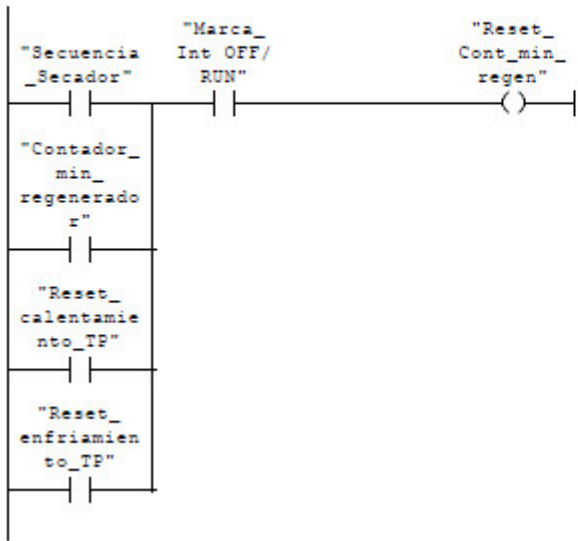 "Secuencia
_Secador"
"Marca_
Int OFF/
RUN"
"Reset_
Cont_min_
regen"
"Contador_
min_
regenerado
r"
"Reset_
calentamie
nto_TP"
"Reset_
enfriamien
to_TP"